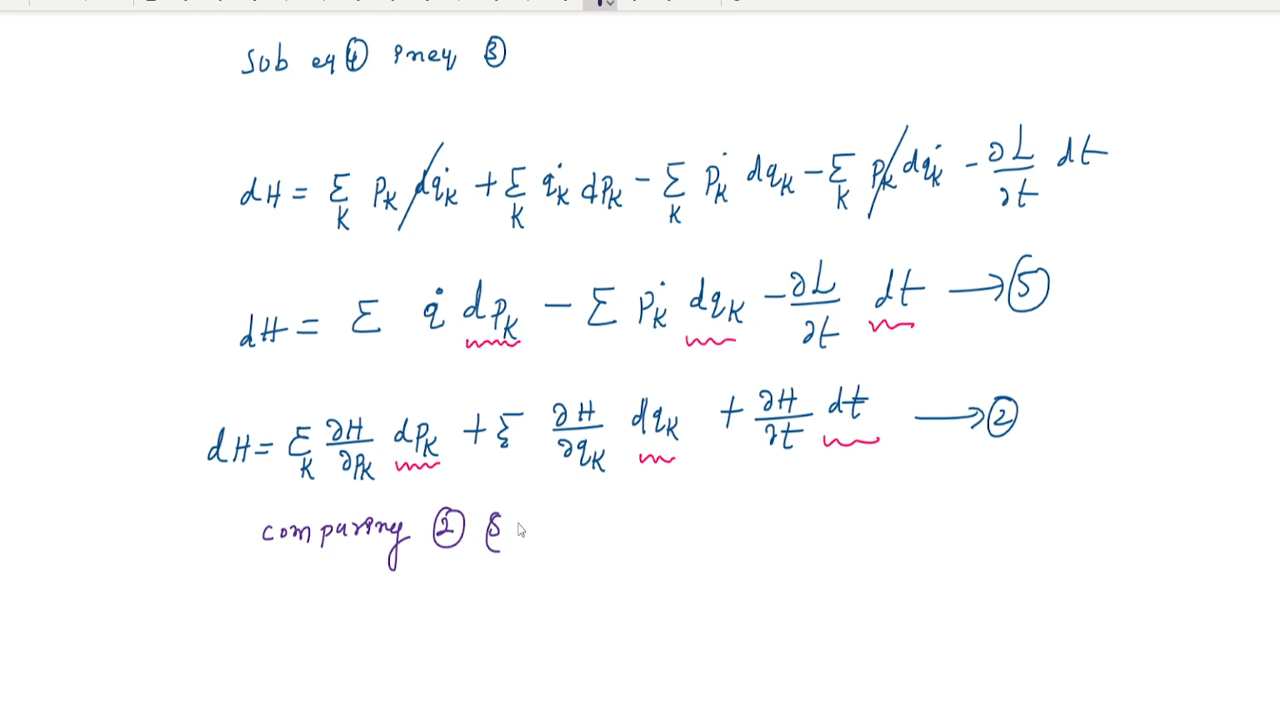 Sub eq ④ in eq ③
dH = Σ_K P_K dq̇_K + Σ_K q̇_K dP_K − Σ_K Ṗ_K dq_K − Σ_K P_K dq̇_K − ∂L/∂t dt
dH = Σ q̇ dP_K − Σ Ṗ_K dq_K − ∂L/∂t dt → ⑤
dH = Σ_K ∂H/∂P_K dP_K + Σ ∂H/∂q_K dq_K + ∂H/∂t dt → ②
comparing ②